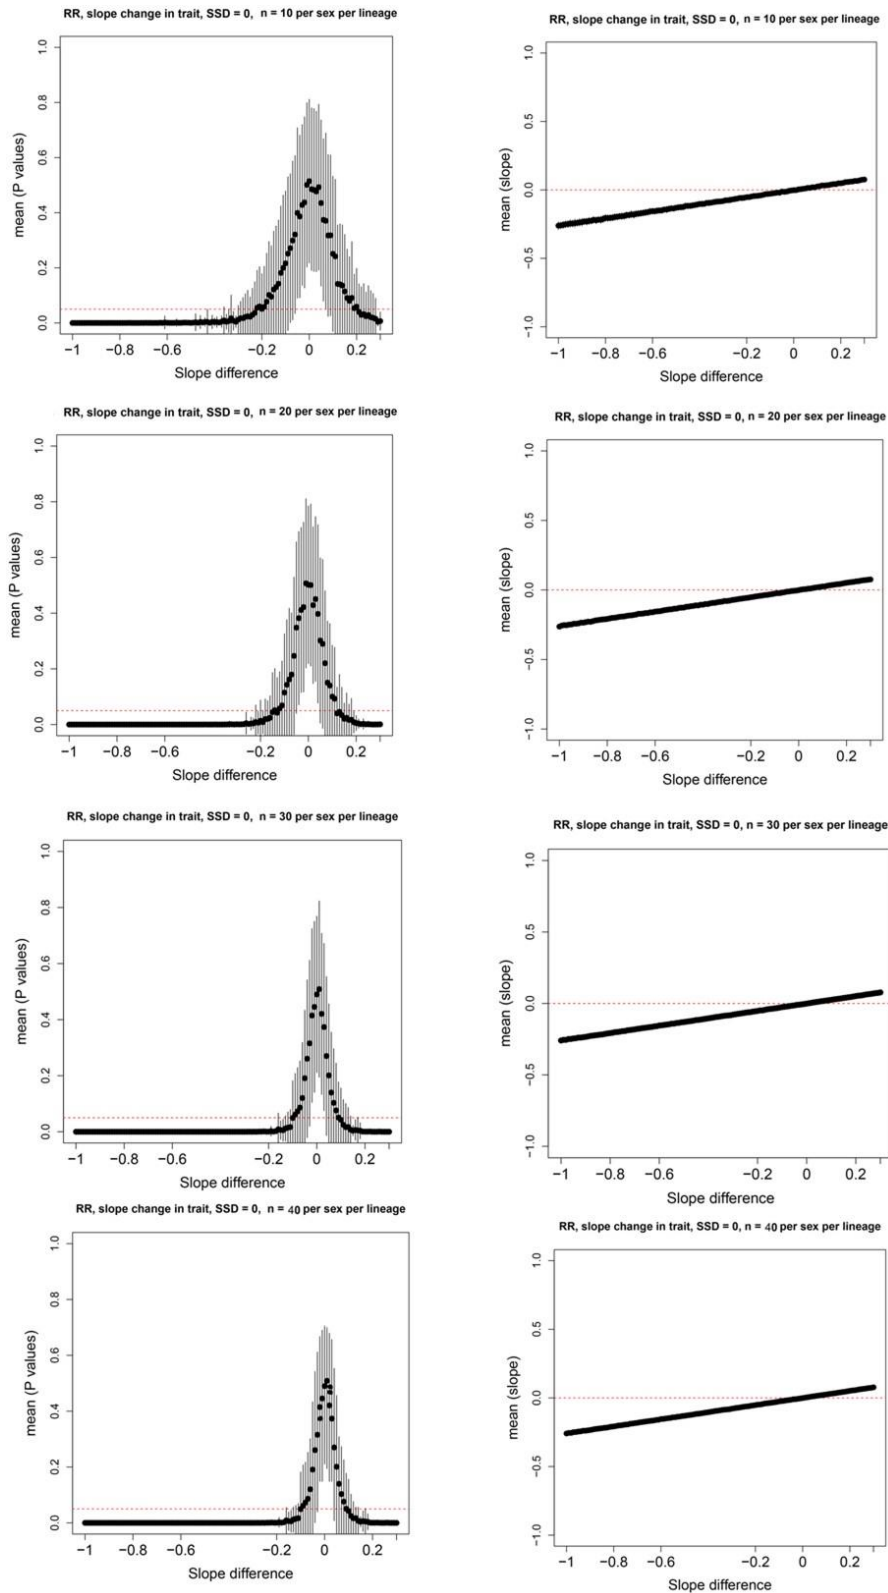 RR, slope change in trait, SSD = 0, n = 10 per sex per lineage
mean (P values)
1.0
0.8
0.6
0.4
0.2
0.0
−1 −0.8 −0.6 −0.2 0 0.2
Slope difference
RR, slope change in trait, SSD = 0, n = 10 per sex per lineage
mean (slope)
1.0
0.5
0.0
−0.5
−1.0
−1 −0.8 −0.6 −0.2 0 0.2
Slope difference
RR, slope change in trait, SSD = 0, n = 20 per sex per lineage
mean (P values)
1.0
0.8
0.6
0.4
0.2
0.0
−1 −0.8 −0.6 −0.2 0 0.2
Slope difference
RR, slope change in trait, SSD = 0, n = 20 per sex per lineage
mean (slope)
1.0
0.5
0.0
−0.5
−1.0
−1 −0.8 −0.6 −0.2 0 0.2
Slope difference
RR, slope change in trait, SSD = 0, n = 30 per sex per lineage
mean (P values)
1.0
0.8
0.6
0.4
0.2
0.0
−1 −0.8 −0.6 −0.2 0 0.2
Slope difference
RR, slope change in trait, SSD = 0, n = 30 per sex per lineage
mean (slope)
1.0
0.5
0.0
−0.5
−1.0
−1 −0.8 −0.6 −0.2 0 0.2
Slope difference
RR, slope change in trait, SSD = 0, n = 40 per sex per lineage
mean (P values)
1.0
0.8
0.6
0.4
0.2
0.0
−1 −0.8 −0.6 −0.2 0 0.2
Slope difference
RR, slope change in trait, SSD = 0, n = 40 per sex per lineage
mean (slope)
1.0
0.5
0.0
−0.5
−1.0
−1 −0.8 −0.6 −0.2 0 0.2
Slope difference